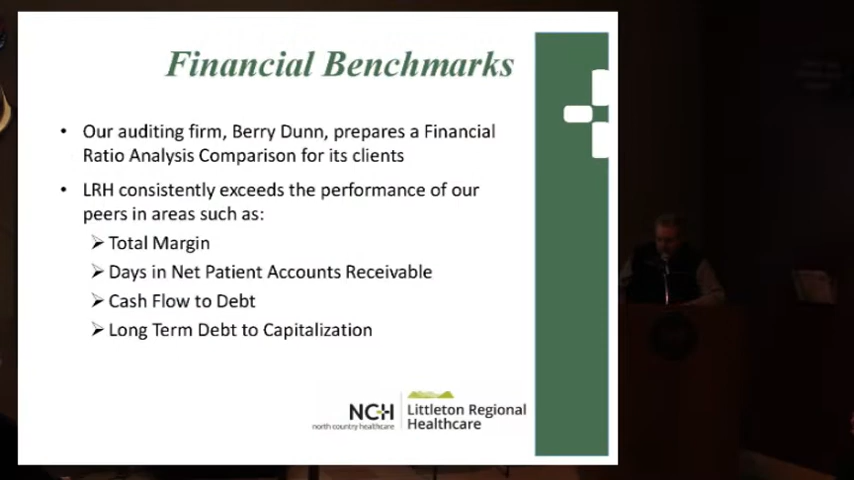 Financial Benchmarks
• Our auditing firm, Berry Dunn, prepares a Financial
Ratio Analysis Comparison for its clients
• LRH consistently exceeds the performance of our
peers in areas such as:
➢ Total Margin
➢ Days in Net Patient Accounts Receivable
➢ Cash Flow to Debt
➢ Long Term Debt to Capitalization
NCH
north country healthcare
Littleton Regional
Healthcare